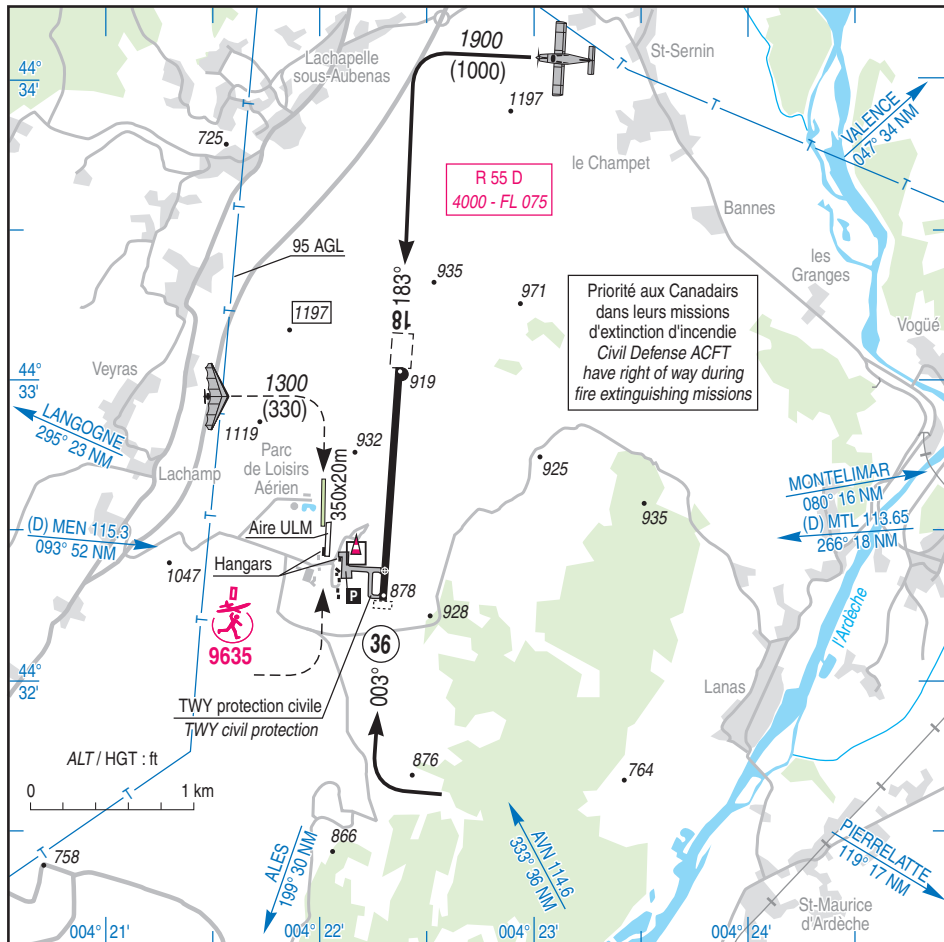 44°
34'
Lachapelle
sous-Aubenas
1900
(1000)
St-Sernin
1197
725
le Champet
VALENCE
047° 34 NM
R 55 D
4000 - FL 075
Bannes
95 AGL
935
183°
18
971
les
Granges
1197
Priorité aux Canadairs
dans leurs missions
d'extinction d'incendie
Civil Defense ACFT
have right of way during
fire extinguishing missions
Vogüé
Veyras
44°
33'
919
1300
(330)
LANGOGNE
295° 23 NM
1119
932
Parc
de Loisirs
Aérien
350x20m
925
Lachamp
935
MONTELIMAR
080° 16 NM
(D) MTL 113.65
266° 18 NM
(D) MEN 115.3
093° 52 NM
Aire ULM
Hangars
1047
P
878
928
9635
36
003°
l'Ardèche
44°
32'
Lanas
TWY protection civile
TWY civil protection
ALT / HGT : ft
0
1 km
876
764
866
758
ALES
199° 30 NM
AVN 114.6
333° 36 NM
PIERRELATTE
119° 17 NM
St-Maurice
d'Ardèche
004° 21'
004° 22'
004° 23'
004° 24'